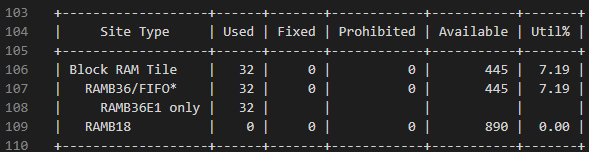 103 +-------------------+------+-------+------------+-----------+-------+
104 |     Site Type     | Used | Fixed | Prohibited | Available | Util% |
105 +-------------------+------+-------+------------+-----------+-------+
106 | Block RAM Tile    |   32 |     0 |          0 |       445 |  7.19 |
107 |   RAMB36/FIFO*    |   32 |     0 |          0 |       445 |  7.19 |
108 |     RAMB36E1 only |   32 |       |            |           |       |
109 |   RAMB18          |    0 |     0 |          0 |       890 |  0.00 |
110 +-------------------+------+-------+------------+-----------+-------+